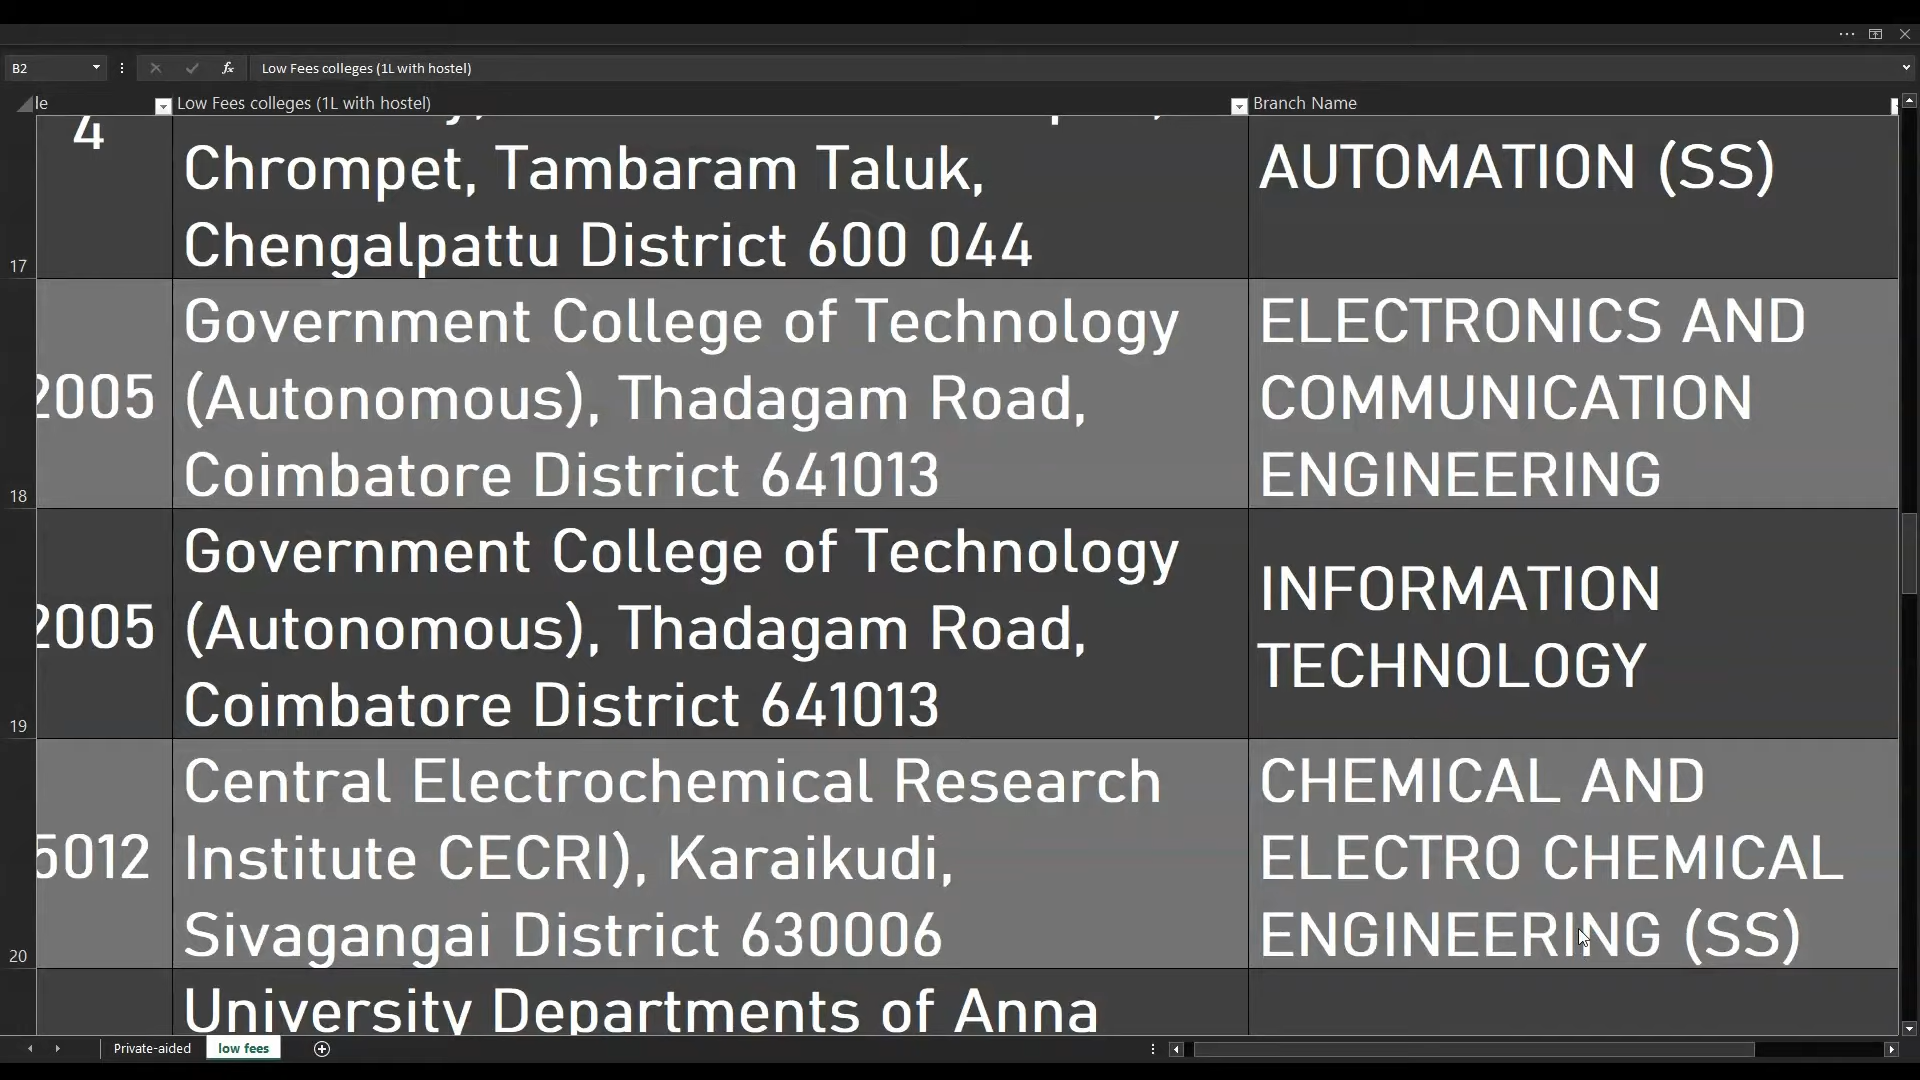 B2
fx
Low Fees colleges (1L with hostel)
le
Low Fees colleges (1L with hostel)
Branch Name
4
Chrompet, Tambaram Taluk,
Chengalpattu District 600 044
AUTOMATION (SS)
17
2005
Government College of Technology
(Autonomous), Thadagam Road,
Coimbatore District 641013
ELECTRONICS AND
COMMUNICATION
ENGINEERING
18
2005
Government College of Technology
(Autonomous), Thadagam Road,
Coimbatore District 641013
INFORMATION
TECHNOLOGY
19
5012
Central Electrochemical Research
Institute CECRI), Karaikudi,
Sivagangai District 630006
CHEMICAL AND
ELECTRO CHEMICAL
ENGINEERING (SS)
20
University Departments of Anna
Private-aided
low fees